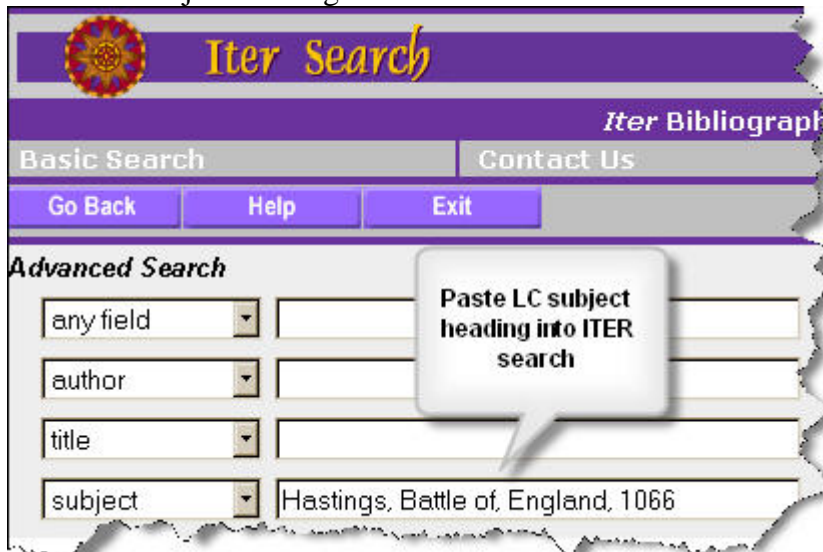 Iter Search
Iter Bibliograph
Basic Search
Contact Us
Go Back
Help
Exit
Advanced Search
Paste LC subject
heading into ITER
search
any field
author
title
subject
Hastings, Battle of, England, 1066